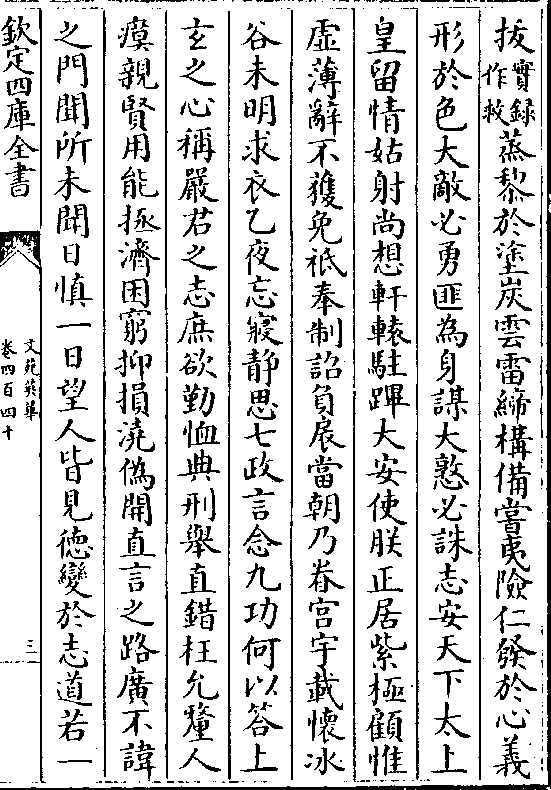 拔實録作救蒸黎於塗炭雲雷締構備嘗夷險仁發於心義
形於色大敵必勇匪為身謀大憝必誅志安天下太上
皇留情姑射尚想軒轅駐蹕大安使朕正居紫極顧惟
虛薄辭不獲免祗奉制詔負扆當朝乃眷宫宇載懐冰
谷未明求衣乙夜忘寢静思七政言念九功何以答上
玄之心稱嚴君之志庶欲勤恤典刑舉直錯枉允釐人
瘼親賢用能拯濟困窮抑損澆偽開直言之路廣不諱
之門聞所未聞日慎一日望人皆見徳變於志道若一
欽定四庫全書
文苑英華
卷四百四十
三